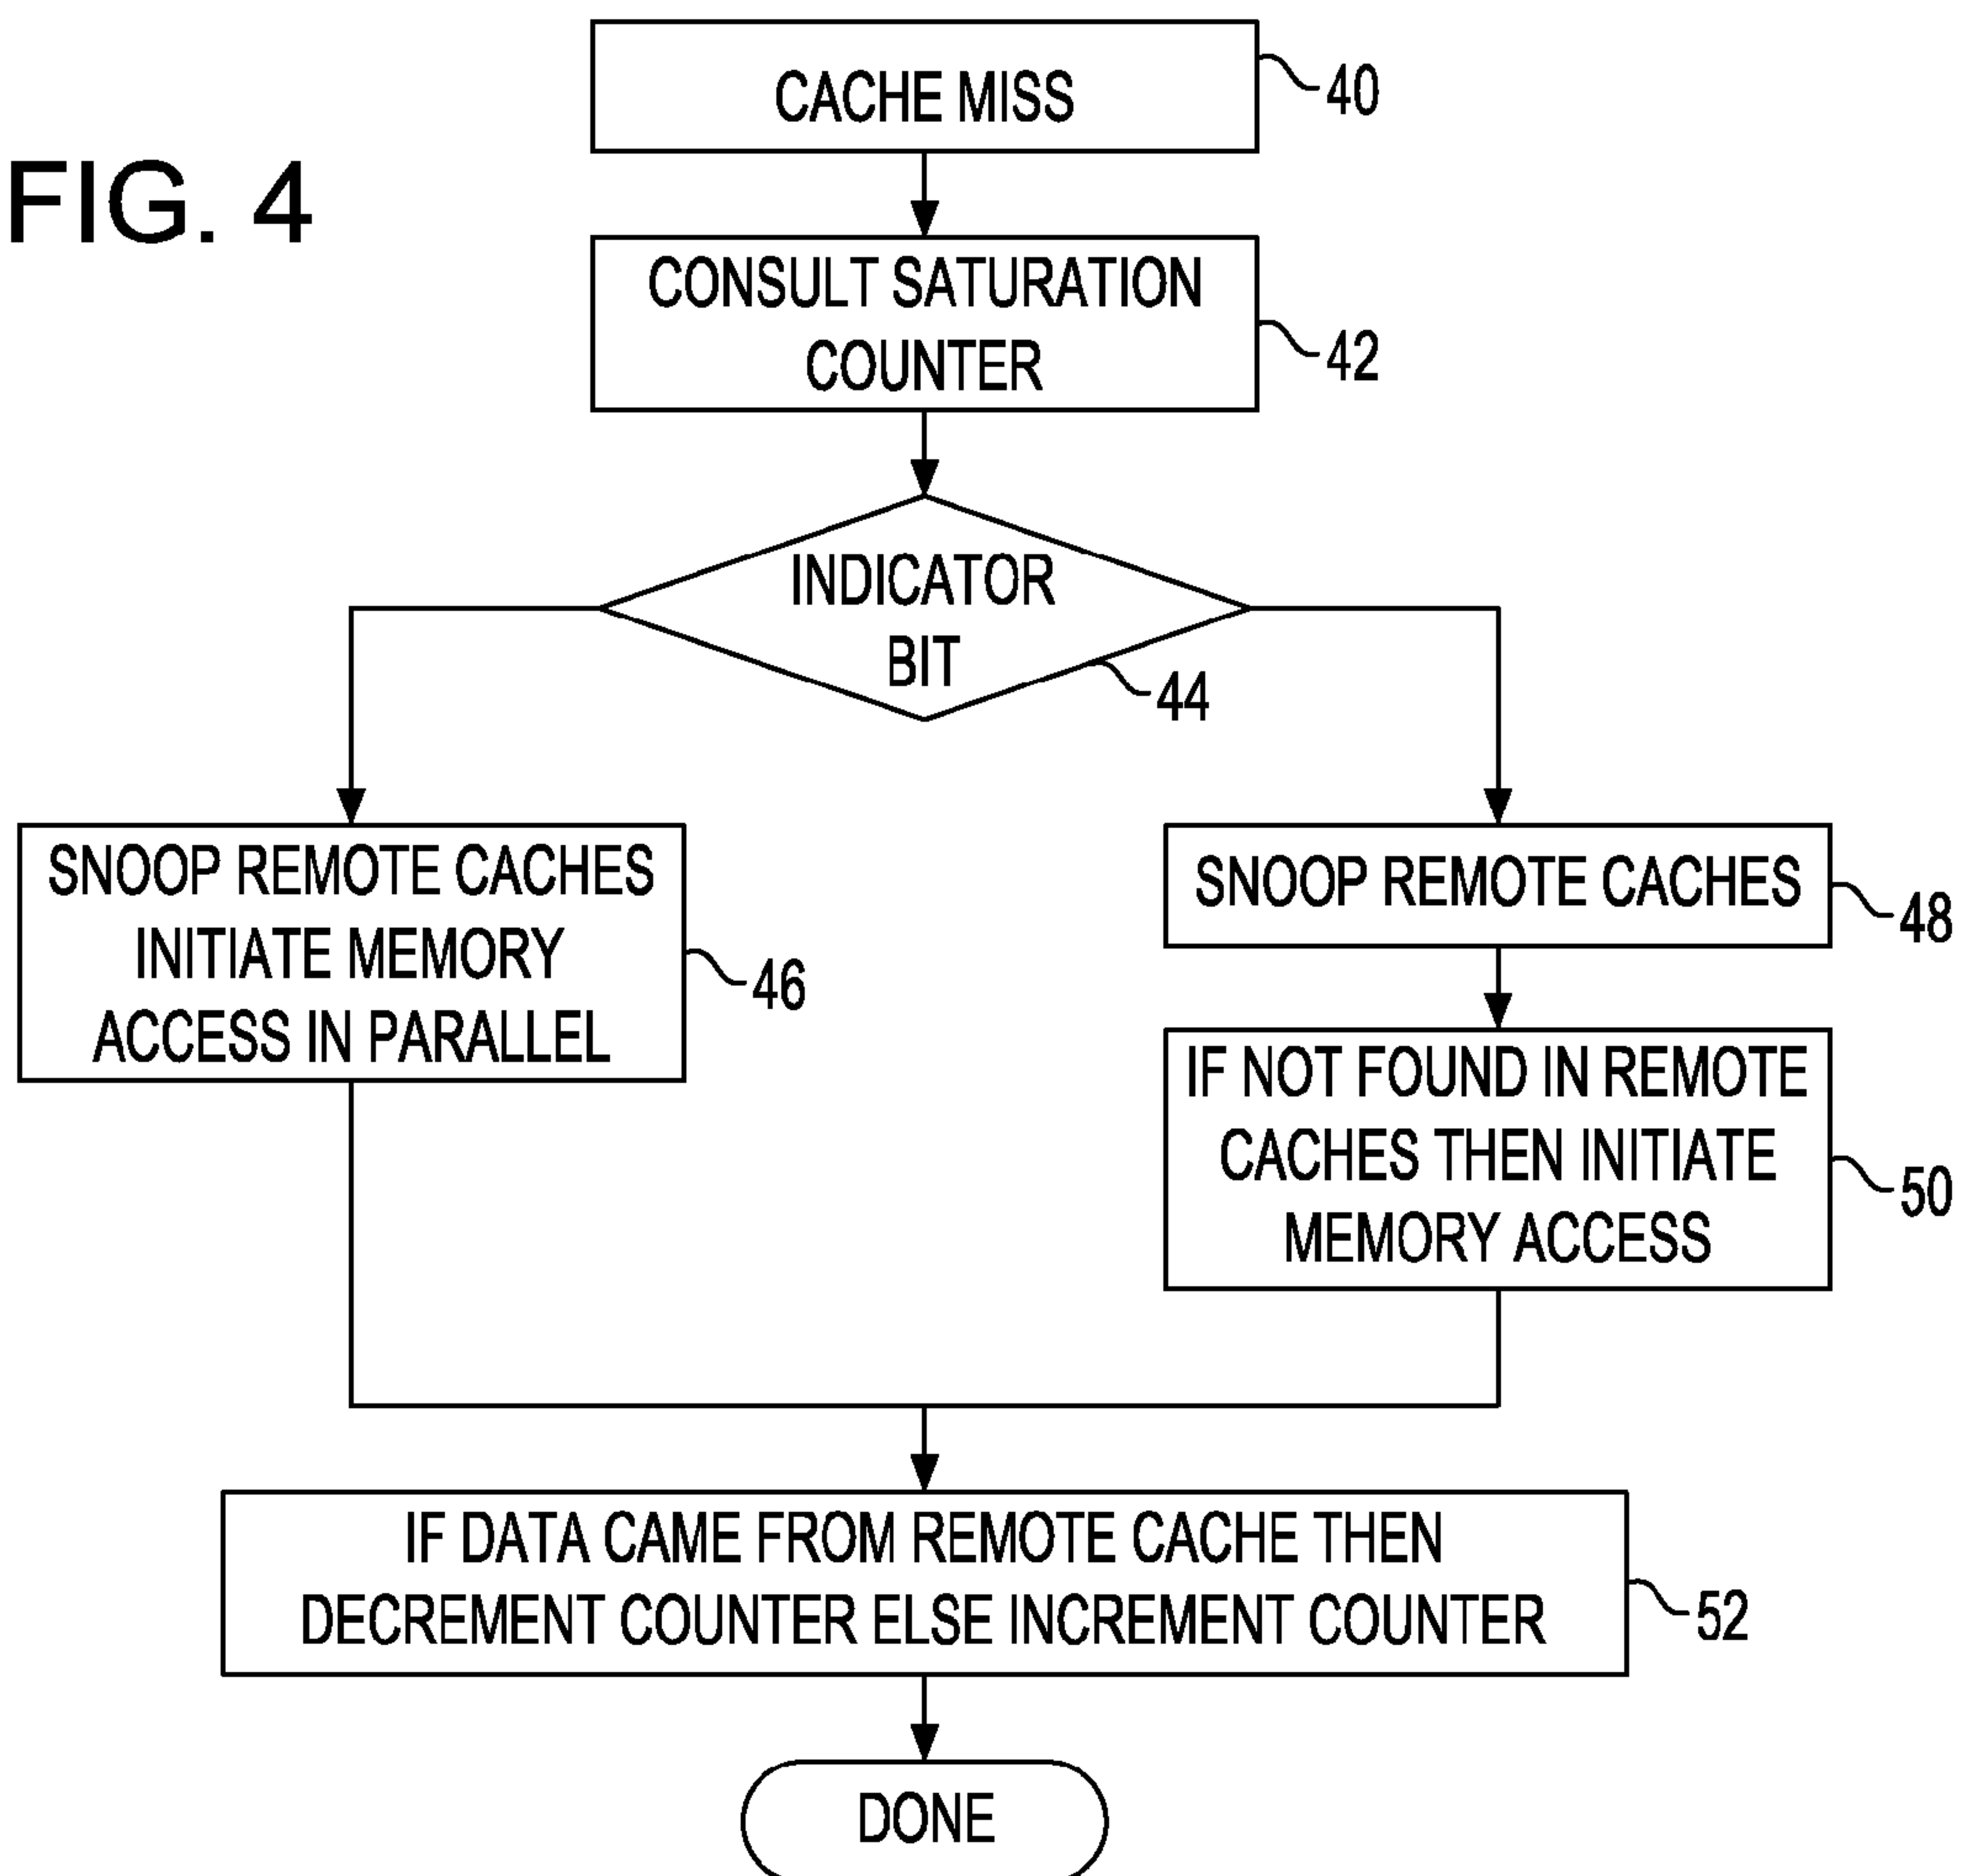 FIG. 4
CACHE MISS
40
CONSULT SATURATION
COUNTER
42
INDICATOR
BIT
44
SNOOP REMOTE CACHES
INITIATE MEMORY
ACCESS IN PARALLEL
46
SNOOP REMOTE CACHES
48
IF NOT FOUND IN REMOTE
CACHES THEN INITIATE
MEMORY ACCESS
50
IF DATA CAME FROM REMOTE CACHE THEN
DECREMENT COUNTER ELSE INCREMENT COUNTER
52
DONE